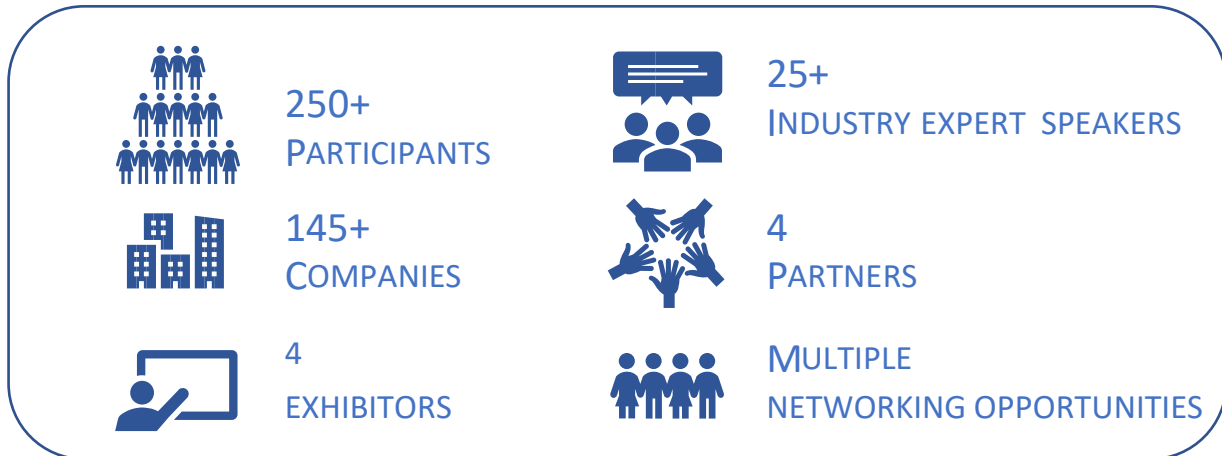 250+
PARTICIPANTS
25+
INDUSTRY EXPERT SPEAKERS
145+
COMPANIES
4
PARTNERS
4
EXHIBITORS
MULTIPLE
NETWORKING OPPORTUNITIES